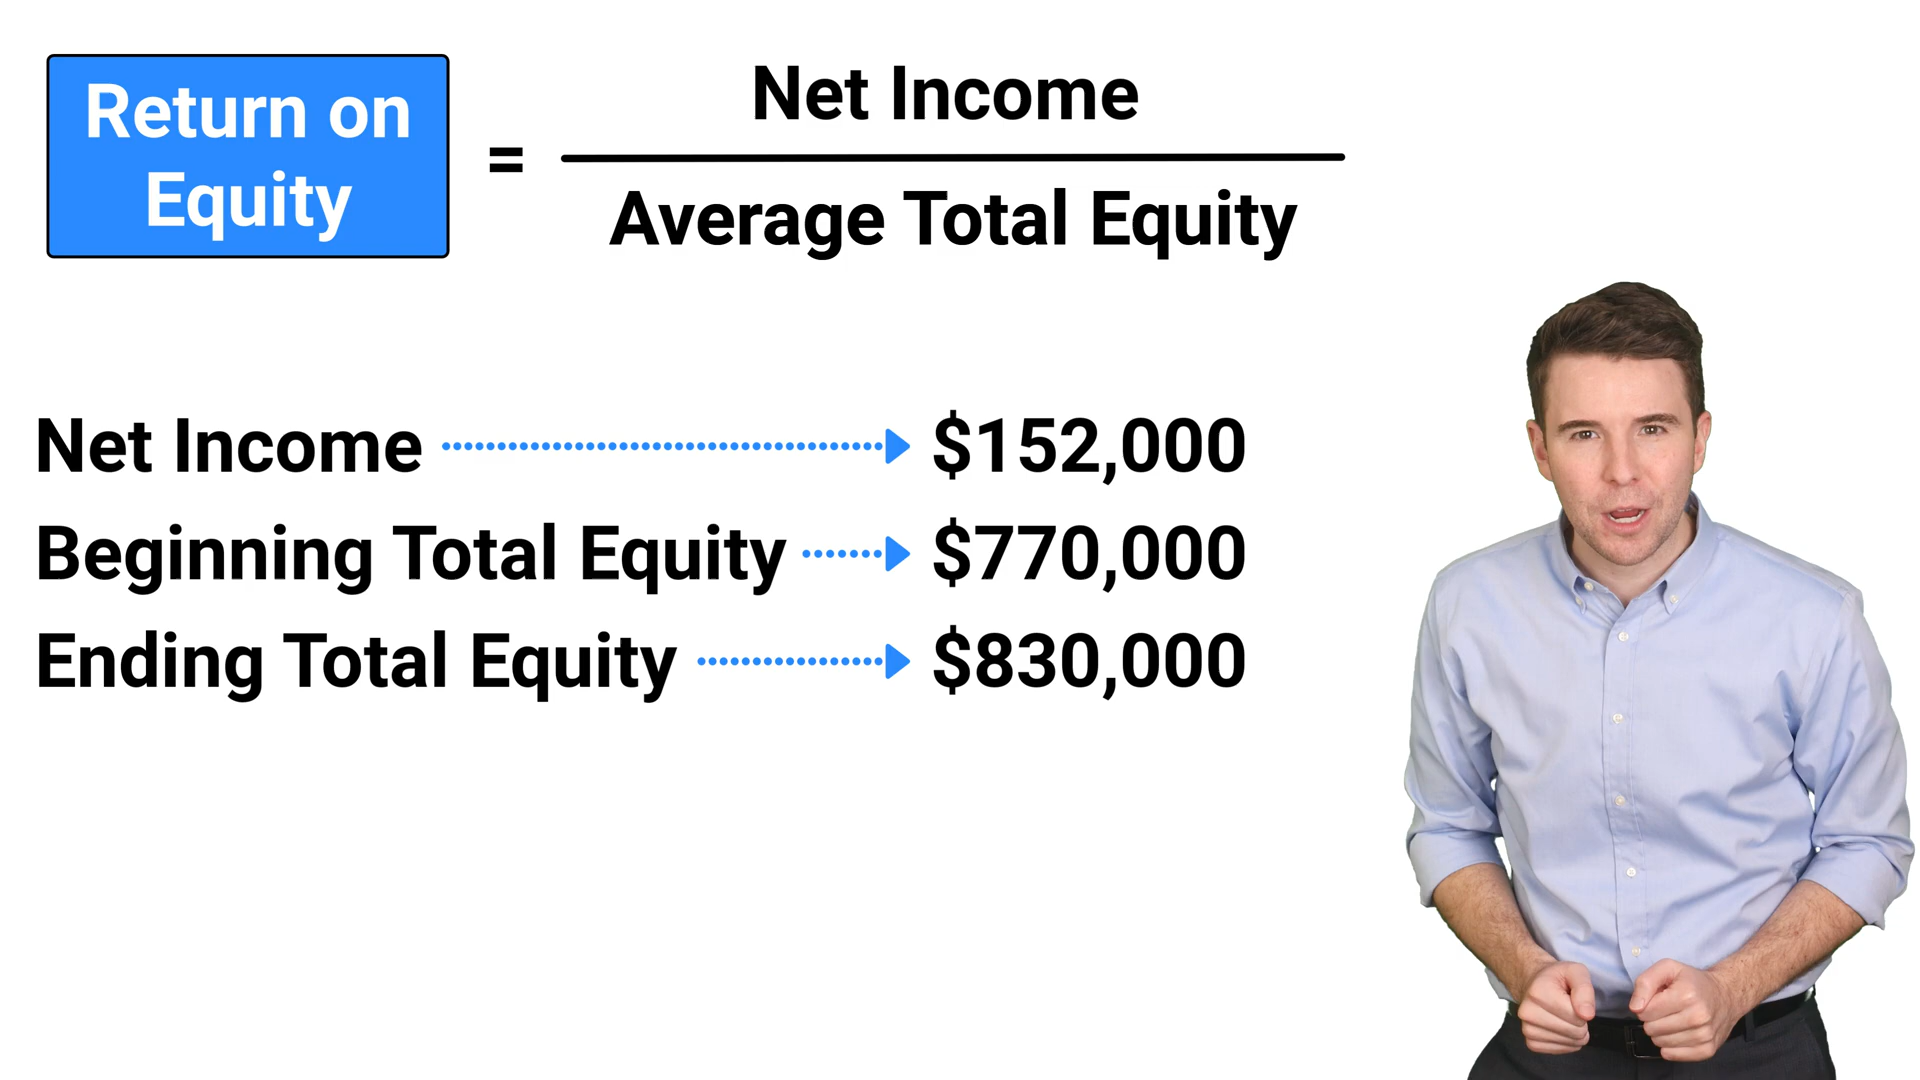 Return on
Equity
=
Net Income
Average Total Equity
Net Income $152,000
Beginning Total Equity $770,000
Ending Total Equity $830,000